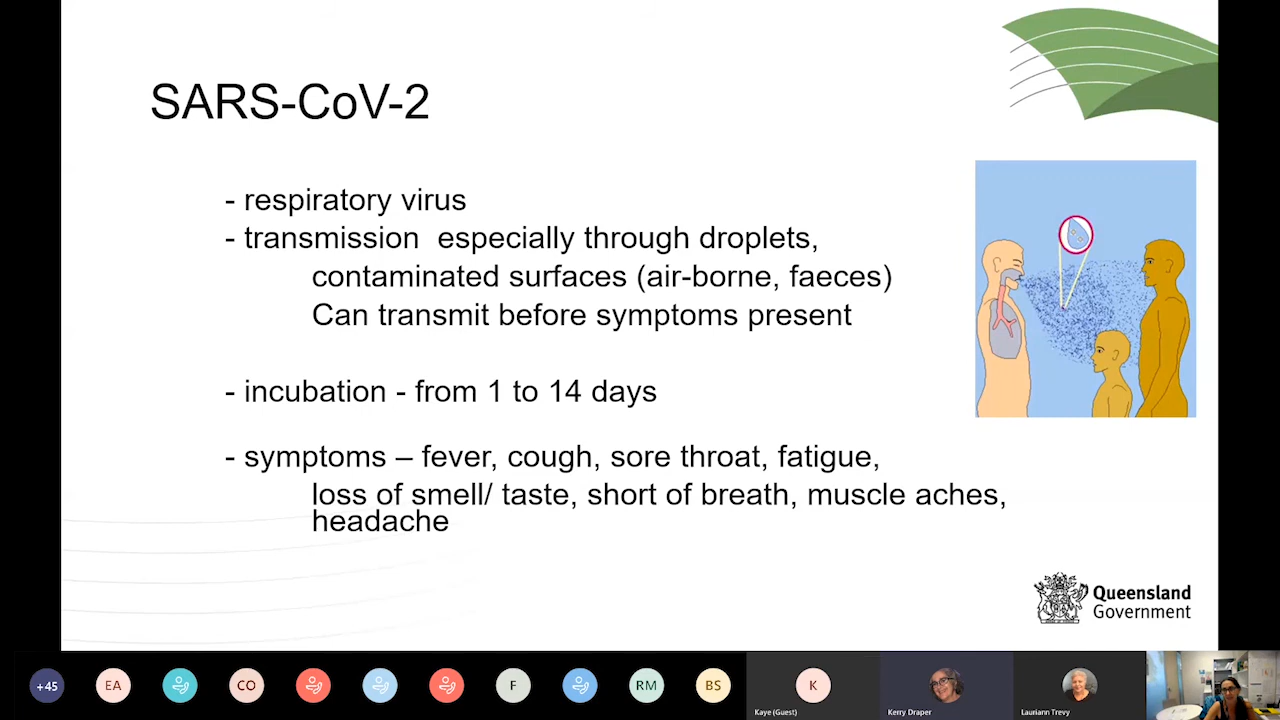 SARS-CoV-2
- respiratory virus
- transmission  especially through droplets,
contaminated surfaces (air-borne, faeces)
Can transmit before symptoms present
- incubation - from 1 to 14 days
- symptoms – fever, cough, sore throat, fatigue,
loss of smell/ taste, short of breath, muscle aches,
headache
Queensland
Government
+45
EA
CO
F
RM
BS
K
Kaye (Guest)
Kerry Draper
Lauriann Trevy